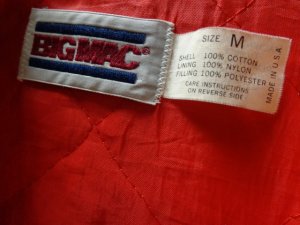 BIG MAC®
SIZE M
SHELL 100% COTTON
LINING 100% NYLON
FILLING 100% POLYESTER
CARE INSTRUCTIONS
ON REVERSE SIDE
MADE IN U.S.A.